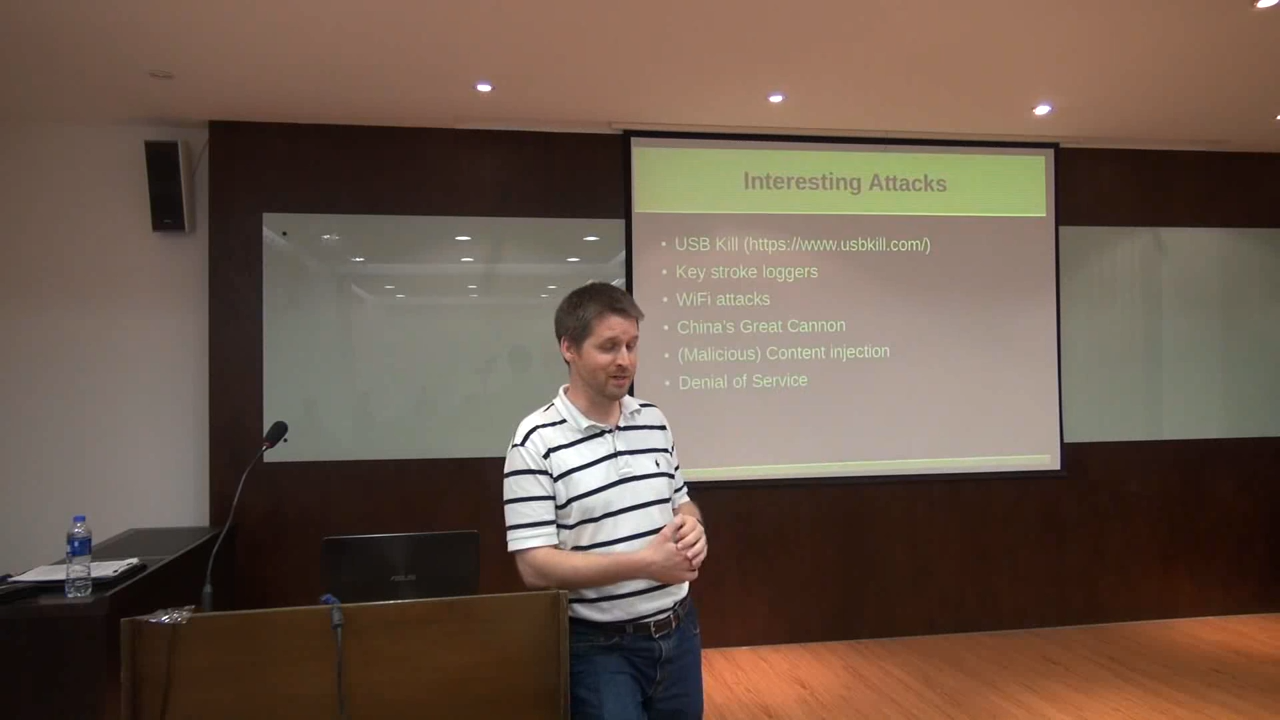 Interesting Attacks
• USB Kill (https://www.usbkill.com/)
• Key stroke loggers
• WiFi attacks
• China's Great Cannon
• (Malicious) Content injection
• Denial of Service
ASUS